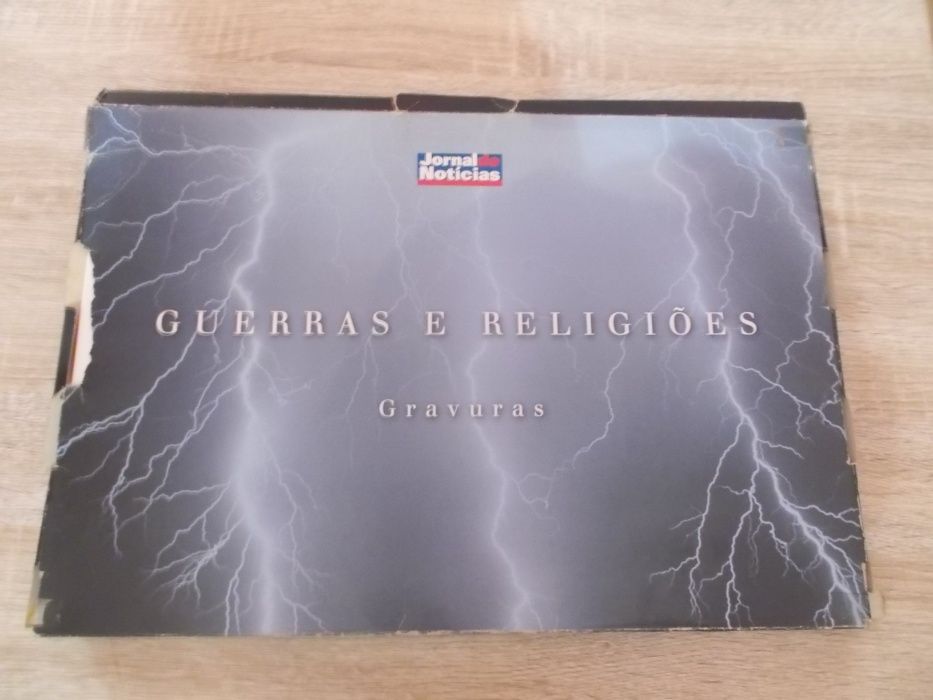 Jornal de
Notícias
GUERRAS E RELIGIÕES
Gravuras